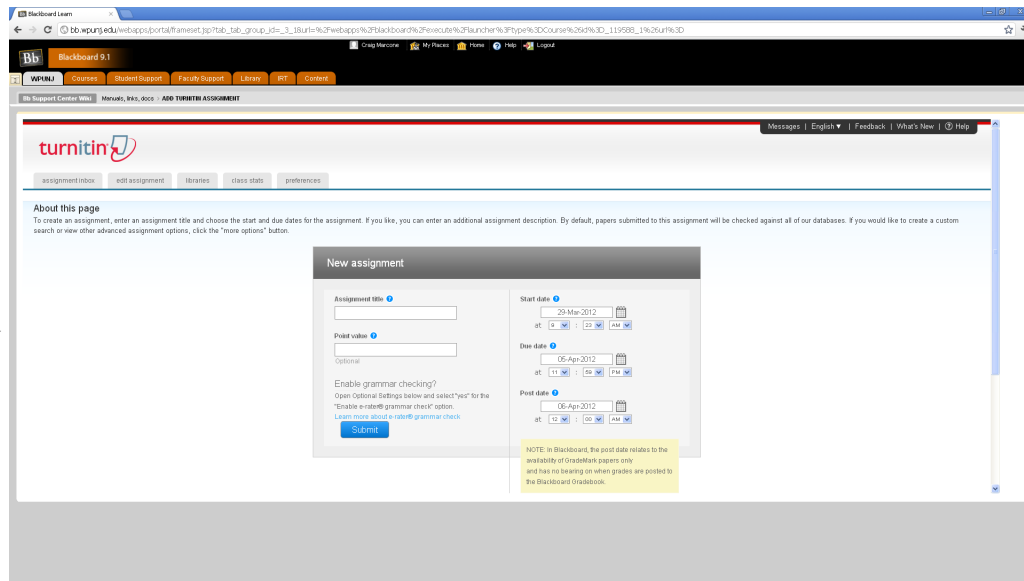 Blackboard Learn
bb.wpunj.edu/webapps/portal/frameset.jsp?tab_tab_group_id=_3_1&url=%2Fwebapps%2Fblackboard%2Fexecute%2Flauncher%3Ftype%3DCourse%26id%3D_119588_1%26url%3D
Craig Marcone My Places Home Help Logout
Bb Blackboard 9.1
WPUNJ Courses Student Support Faculty Support Library IRT Content
Bb Support Center Wiki Manuals, links, docs > ADD TURNITIN ASSIGNMENT
Messages | English ▼ | Feedback | What's New | ? Help
turnitin
assignment inbox edit assignment libraries class stats preferences
About this page
To create an assignment, enter an assignment title and choose the start and due dates for the assignment. If you like, you can enter an additional assignment description. By default, papers submitted to this assignment will be checked against all of our databases. If you would like to create a custom
search or view other advanced assignment options, click the "more options" button.
New assignment
Assignment title ?
Point value ?
Optional
Enable grammar checking?
Open Optional Settings below and select "yes" for the
"Enable e-rater® grammar check" option.
Learn more about e-rater® grammar check
Submit
Start date ?
29-Mar-2012
at 9 : 23 AM
Due date ?
05-Apr-2012
at 11 : 59 PM
Post date ?
06-Apr-2012
at 12 : 00 AM
NOTE: In Blackboard, the post date relates to the
availability of GradeMark papers only
and has no bearing on when grades are posted to
the Blackboard Gradebook.